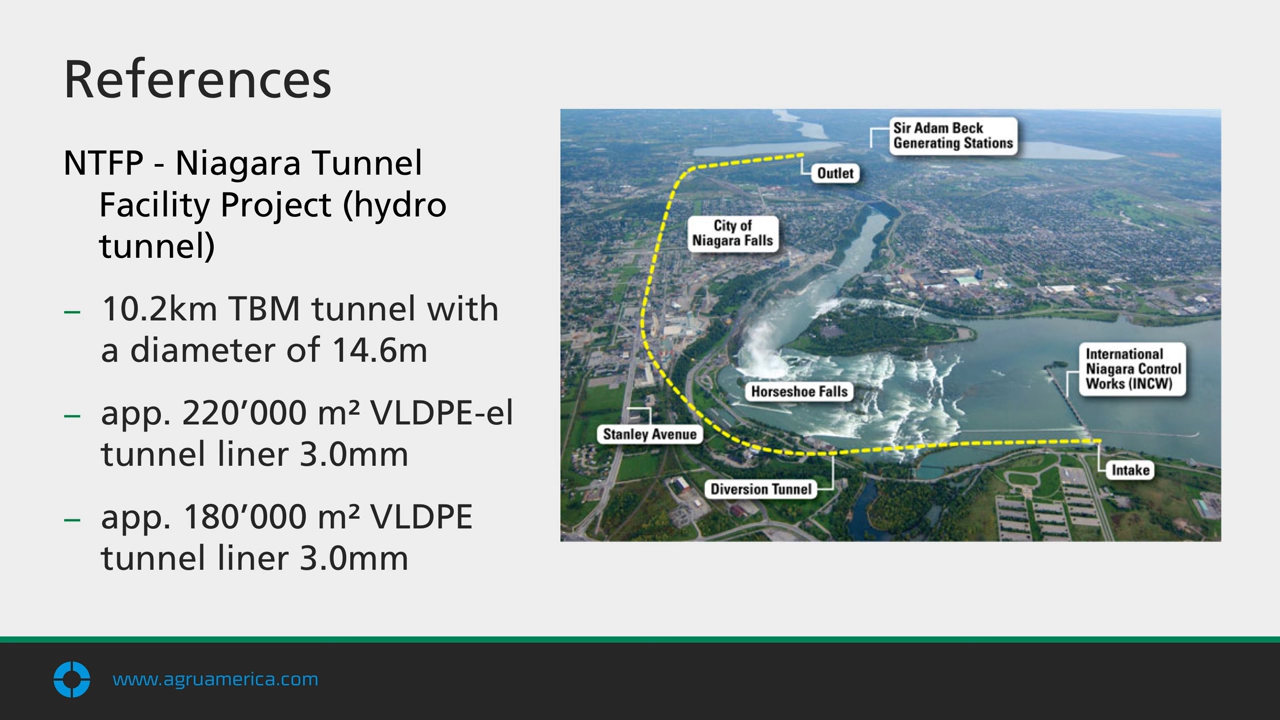 References
NTFP - Niagara Tunnel
Facility Project (hydro
tunnel)
– 10.2km TBM tunnel with
a diameter of 14.6m
– app. 220’000 m² VLDPE-el
tunnel liner 3.0mm
– app. 180’000 m² VLDPE
tunnel liner 3.0mm
Sir Adam Beck
Generating Stations
Outlet
City of
Niagara Falls
International
Niagara Control
Works (INCW)
Horseshoe Falls
Stanley Avenue
Intake
Diversion Tunnel
www.agruamerica.com